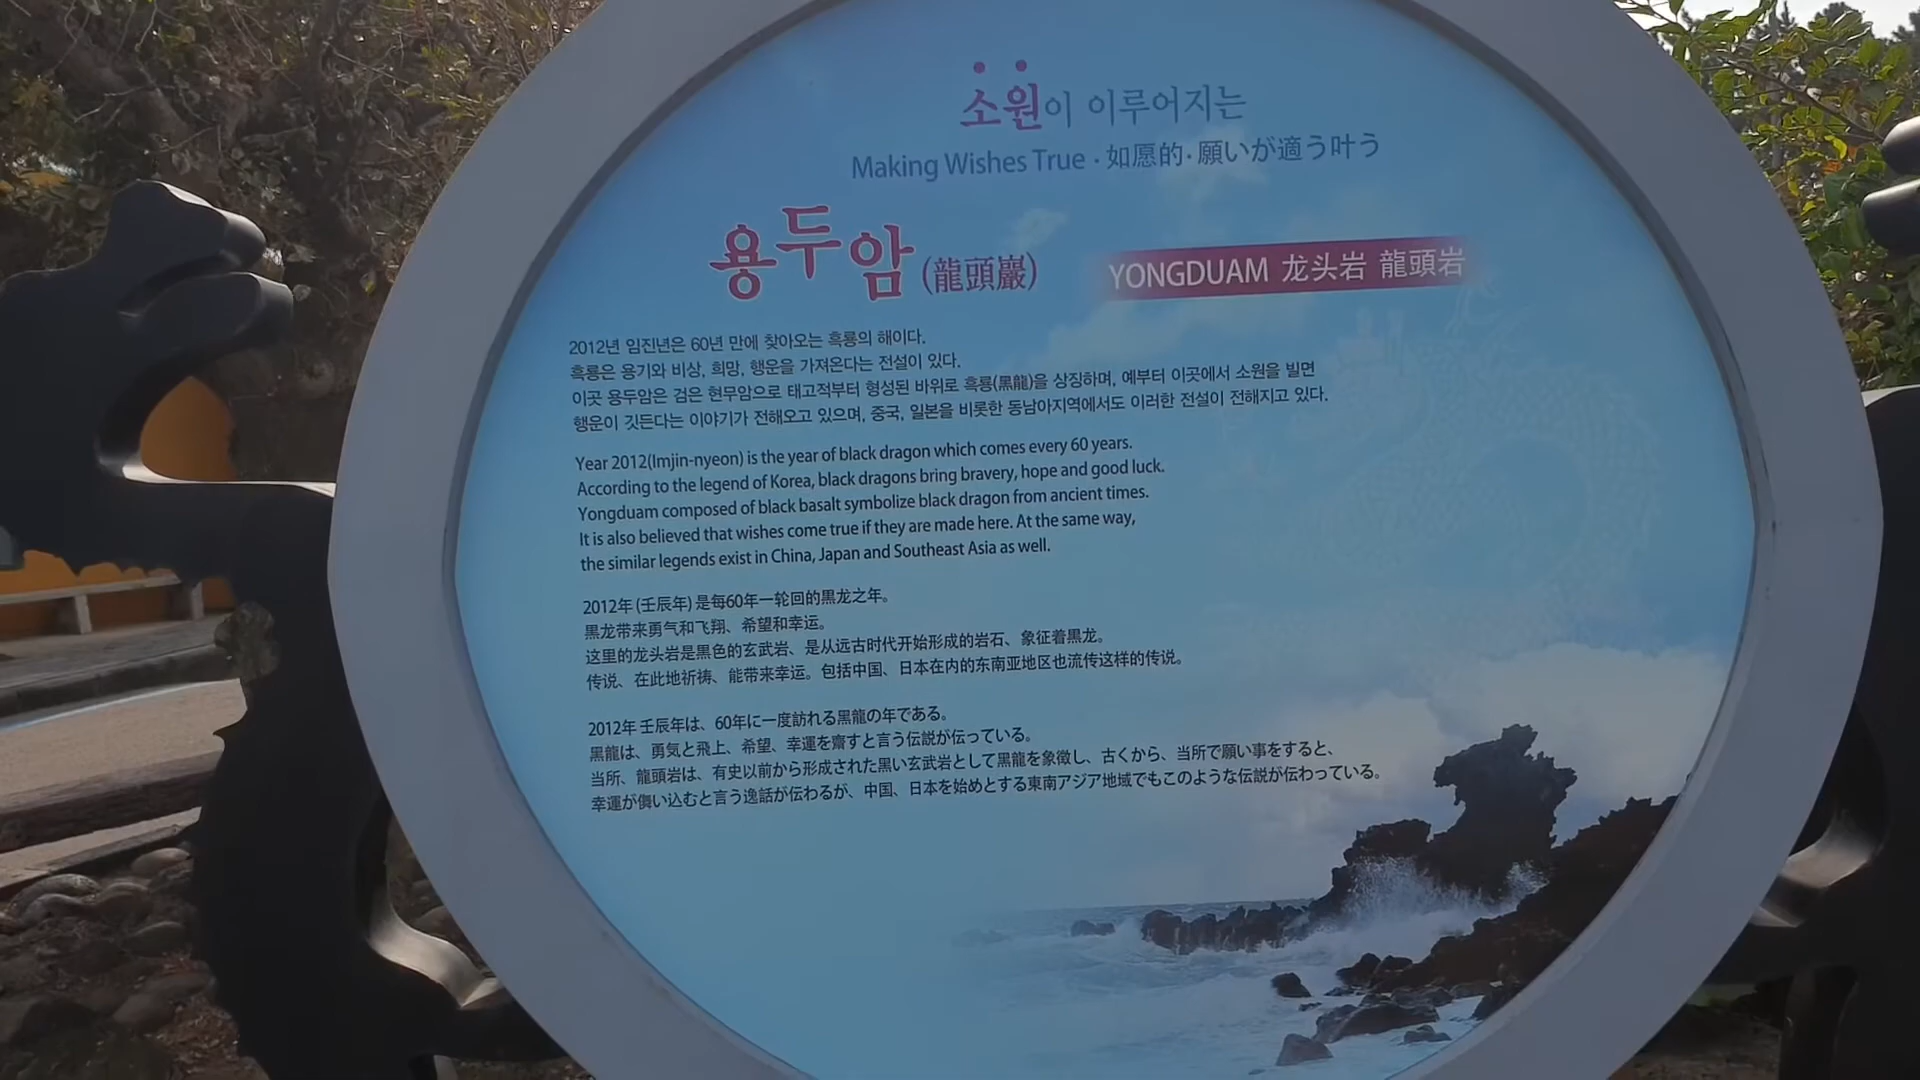 소원이 이루어지는
Making Wishes True · 如愿的 · 願いが適う叶う
용두암(龍頭巖) YONGDUAM 龙头岩 龍頭岩
2012년 임진년은 60년 만에 찾아오는 흑룡의 해이다.
흑룡은 용기와 비상, 희망, 행운을 가져온다는 전설이 있다.
이곳 용두암은 검은 현무암으로 태고적부터 형성된 바위로 흑룡(黑龍)을 상징하며, 예부터 이곳에서 소원을 빌면
행운이 깃든다는 이야기가 전해오고 있으며, 중국, 일본을 비롯한 동남아지역에서도 이러한 전설이 전해지고 있다.
Year 2012(Imjin-nyeon) is the year of black dragon which comes every 60 years.
According to the legend of Korea, black dragons bring bravery, hope and good luck.
Yongduam composed of black basalt symbolize black dragon from ancient times.
It is also believed that wishes come true if they are made here. At the same way,
the similar legends exist in China, Japan and Southeast Asia as well.
2012年 (壬辰年) 是每60年一轮回的黑龙之年。
黑龙带来勇气和飞翔、希望和幸运。
这里的龙头岩是黑色的玄武岩、是从远古时代开始形成的岩石、象征着黑龙。
传说、在此地祈祷、能带来幸运。包括中国、日本在内的东南亚地区也流传这样的传说。
2012年 壬辰年は、60年に一度訪れる黑龍の年である。
黑龍は、勇気と飛上、希望、幸運を齎すと言う伝説が伝っている。
当所、龍頭岩は、有史以前から形成された黒い玄武岩として黑龍を象徴し、古くから、当所で願い事をすると、
幸運が儛い込むと言う逸話が伝わるが、中国、日本を始めとする東南アジア地域でもこのような伝説が伝わっている。